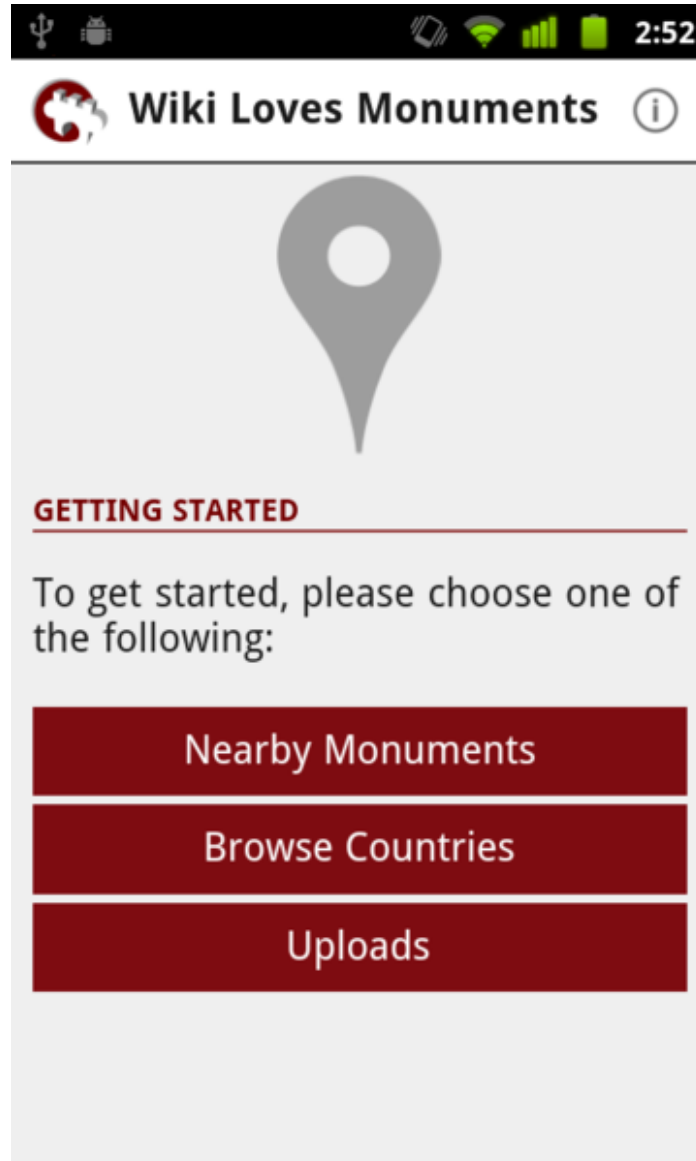 2:52
Wiki Loves Monuments
GETTING STARTED
To get started, please choose one of
the following:
Nearby Monuments
Browse Countries
Uploads